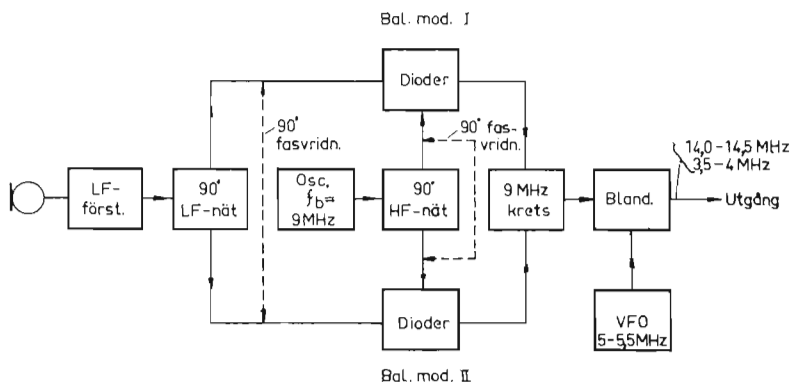 Bal. mod. I
Dioder
90°
fasvridn.
90° fas-
vridn.
14,0-14,5 MHz
3,5-4 MHz
LF-
först.
90°
LF-nät
Osc.
fb=
9MHz
90°
HF-nät
9 MHz
krets
Bland.
Utgång
Dioder
VFO
5-5,5MHz
Bal. mod. II